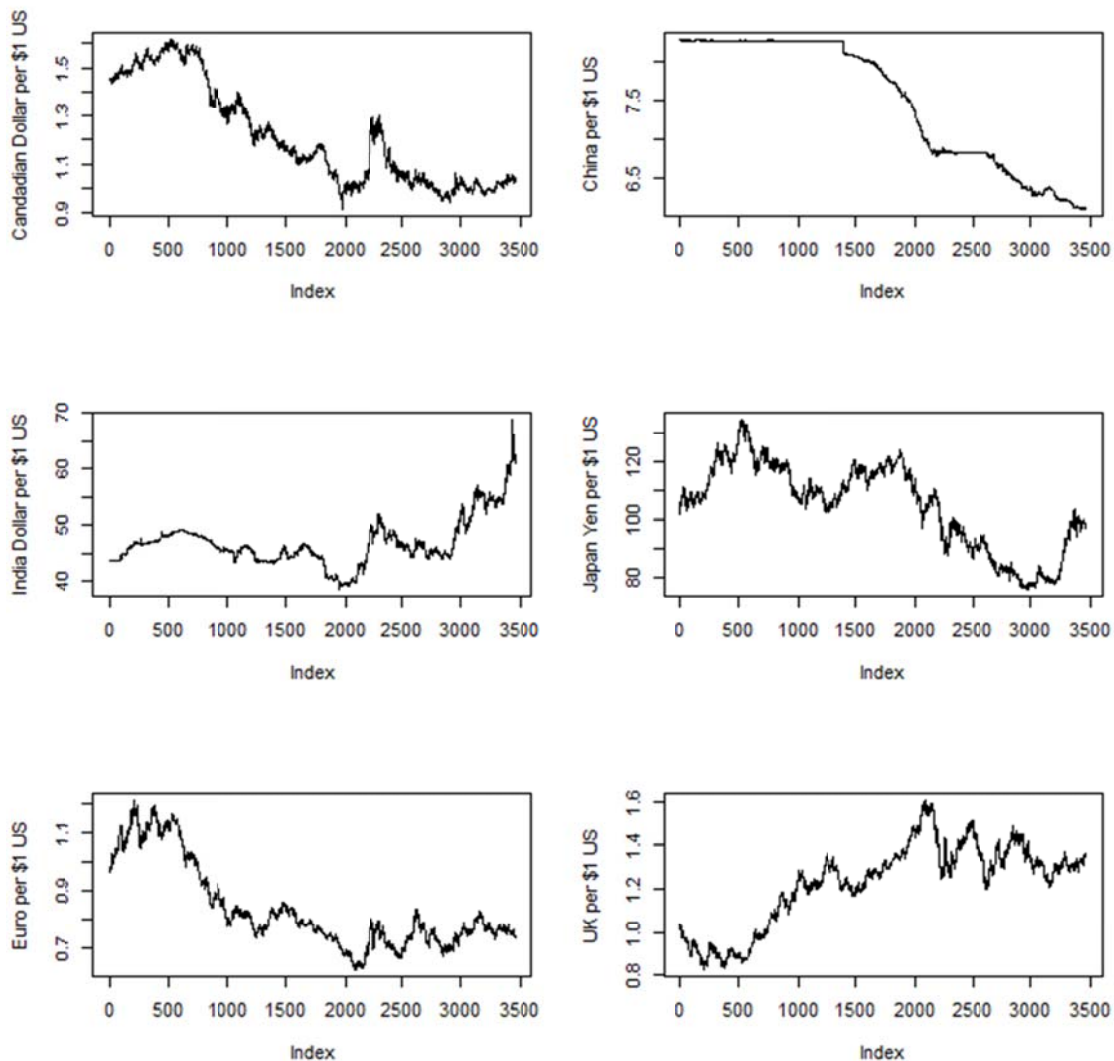 Candadian Dollar per $1 US
0.9 1.1 1.3 1.5
0 500 1000 1500 2000 2500 3000 3500
Index
China per $1 US
6.5 7.5
0 500 1000 1500 2000 2500 3000 3500
Index
India Dollar per $1 US
40 50 60 70
0 500 1000 1500 2000 2500 3000 3500
Index
Japan Yen per $1 US
80 100 120
0 500 1000 1500 2000 2500 3000 3500
Index
Euro per $1 US
0.7 0.9 1.1
0 500 1000 1500 2000 2500 3000 3500
Index
UK per $1 US
0.8 1.0 1.2 1.4 1.6
0 500 1000 1500 2000 2500 3000 3500
Index